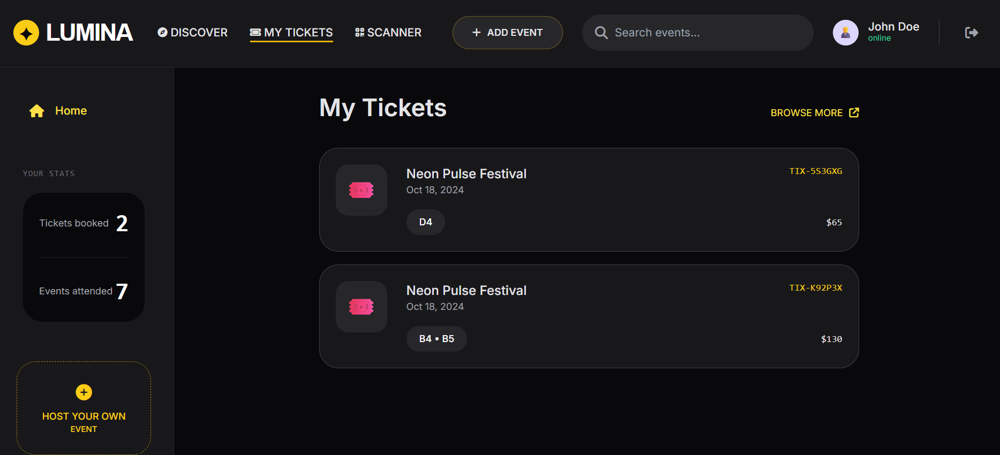 LUMINA
DISCOVER
MY TICKETS
SCANNER
+ ADD EVENT
Search events...
John Doe
online
Home
YOUR STATS
Tickets booked 2
Events attended 7
HOST YOUR OWN
EVENT
My Tickets
BROWSE MORE
Neon Pulse Festival
TIX-5S3GXG
Oct 18, 2024
D4
$65
Neon Pulse Festival
TIX-K92P3X
Oct 18, 2024
B4 • B5
$130